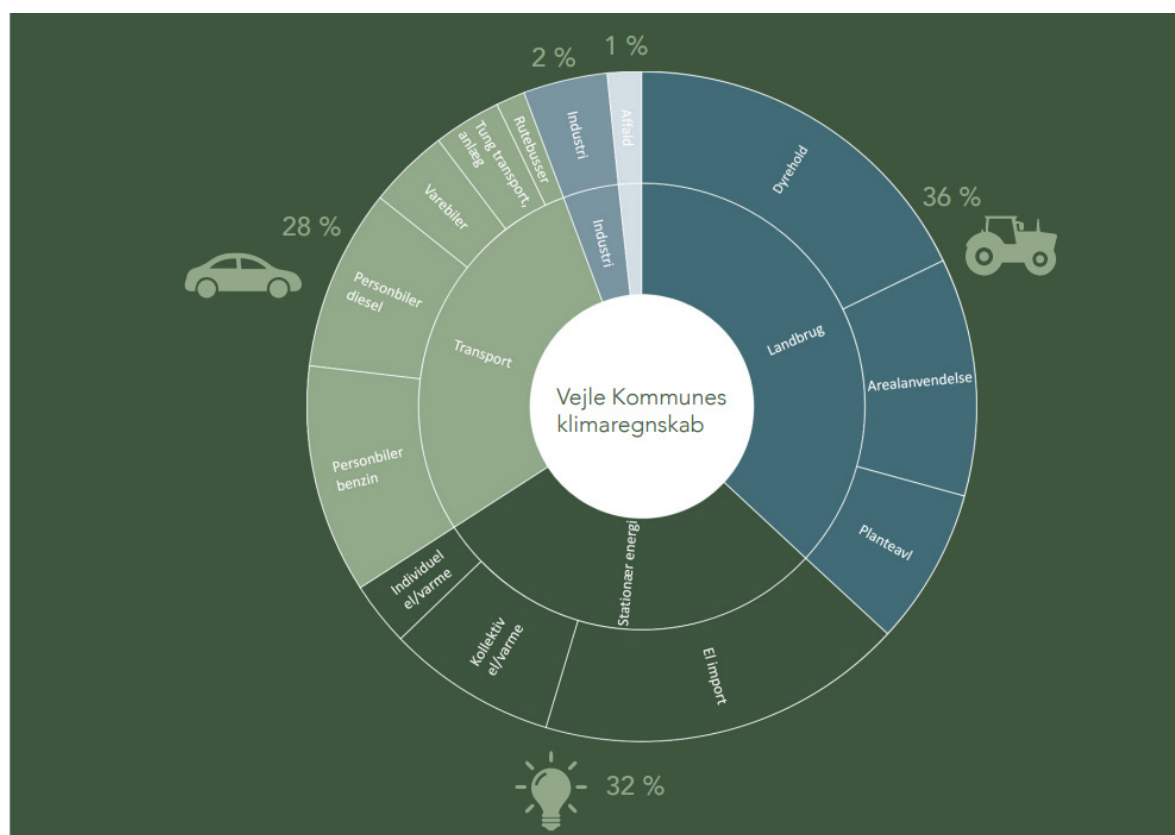 2 %
1 %
36 %
28 %
32 %
Vejle Kommunes
klimaregnskab
Landbrug
Dyrehold
Arealanvendelse
Planteavl
Stationær energi
El import
Kollektiv
el/varme
Individuel
el/varme
Transport
Personbiler
benzin
Personbiler
diesel
Varebiler
Tung transport,
anlæg
Rutebusser
Industri
Industri
Affald